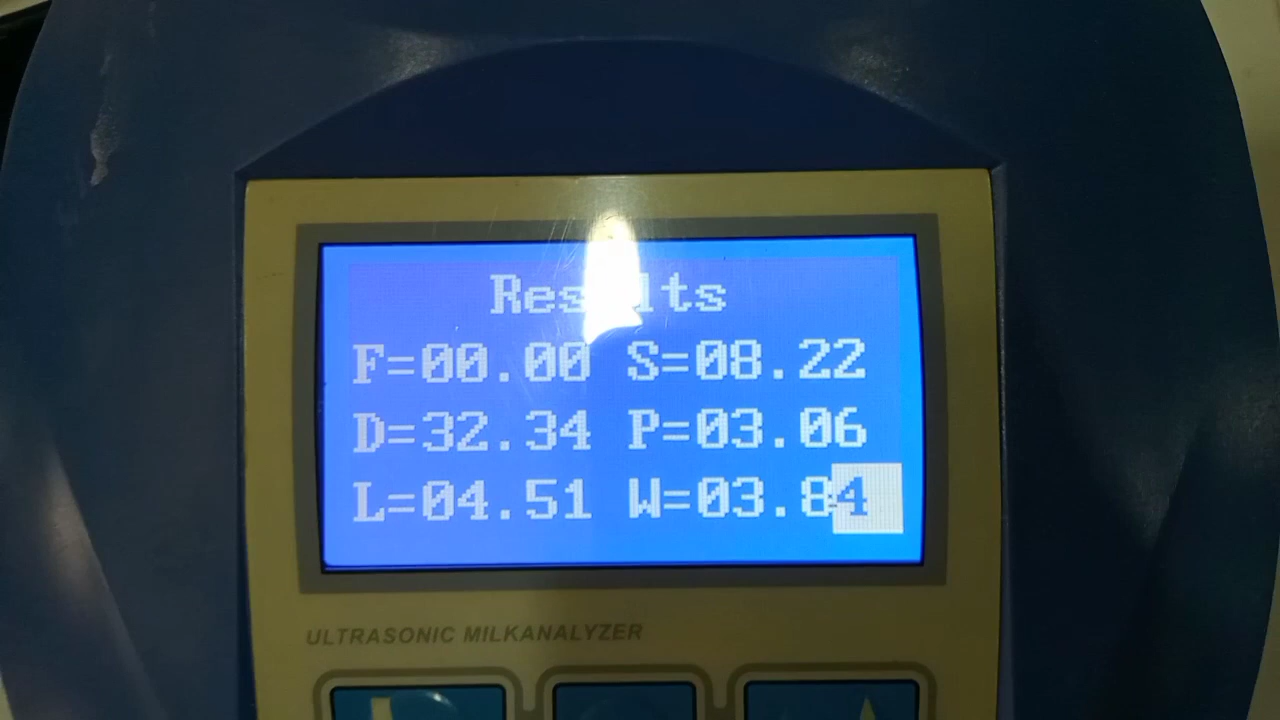 Results
F=00.00 S=08.22
D=32.34 P=03.06
L=04.51 W=03.84
ULTRASONIC MILKANALYZER